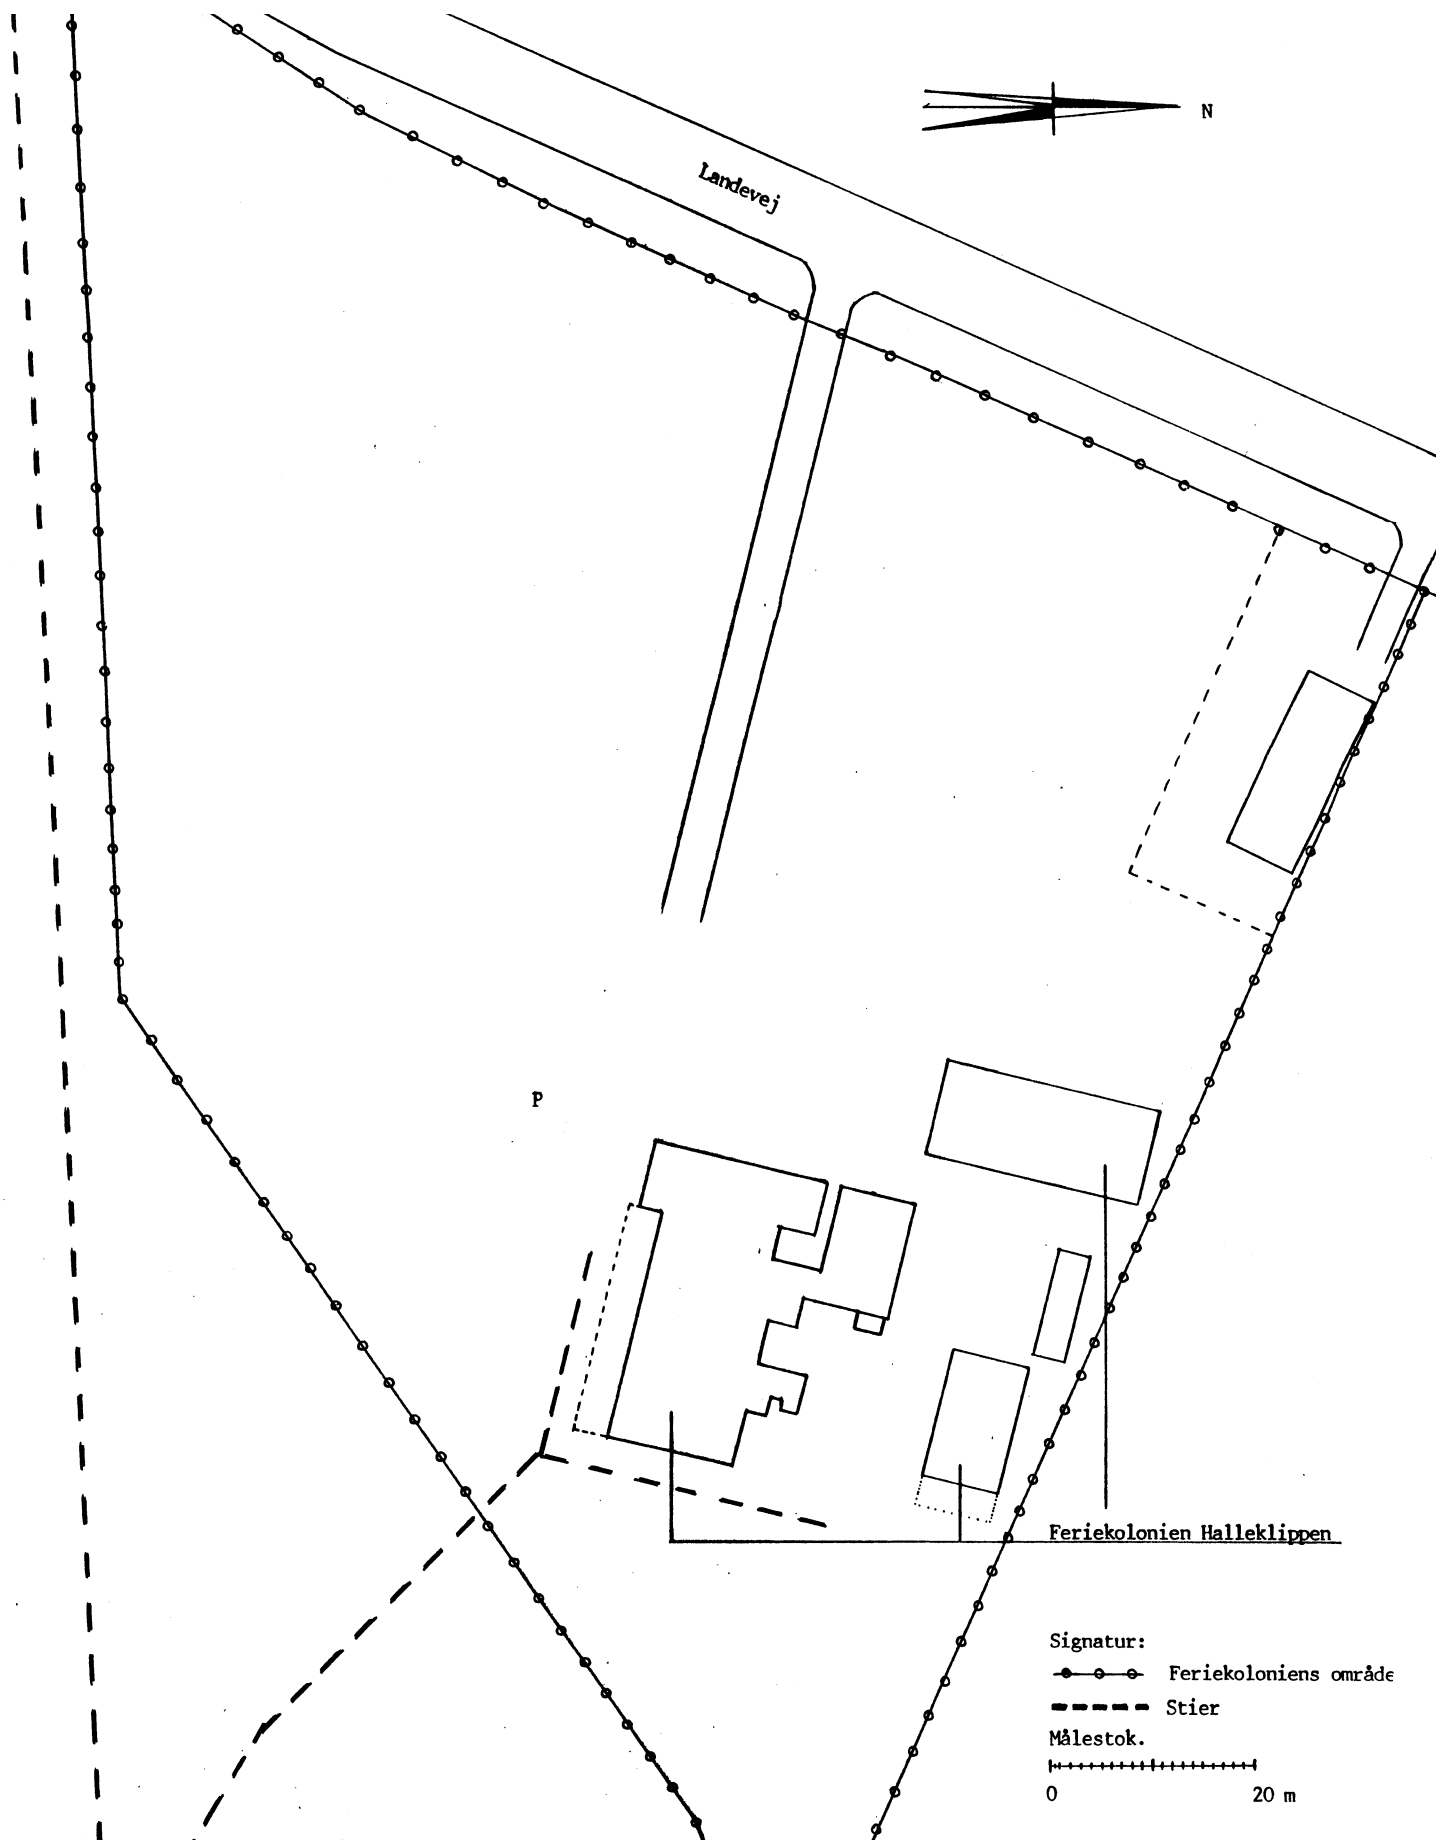 N
Landevej
P
Feriekolonien Halleklippen
Signatur:
Feriekoloniens område
Stier
Målestok.
0 20 m